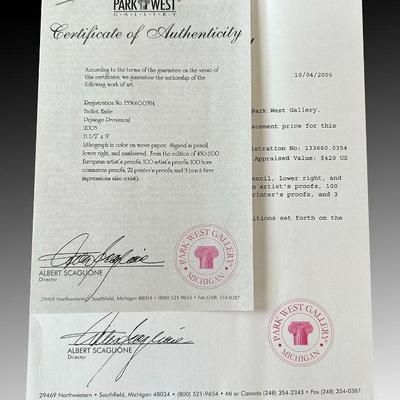 PARK WEST
GALLERY
Certificate of Authenticity
According to the terms of the guarantee on the verso of
this certificate, we guarantee the authorship of the
following work of art.
Registration No. 133660.0354
Bellet, Emile
Paysage Provencal
2003
11 1/2" x 9"
Lithograph in color on wove paper. Signed in pencil,
lower right, and numbered. From the edition of 450 (100
European artist's proofs, 100 artist's proofs, 100 hors
commerce proofs, 22 printer's proofs, and 3 bon à tirer
impressions also exist).
ALBERT SCAGLIONE
Director
PARK WEST GALLERY
MICHIGAN
29469 Northwestern, Southfield, Michigan 48034 • (800) 521-9654 • Fax (248) 354-0387
10/04/2005
Park West Gallery.
acement price for this
stration No: 133660.0354
Appraised Value: $420 US
encil, lower right, and
n artist's proofs, 100
rinter's proofs, and 3
itions set forth on the
ALBERT SCAGLIONE
Director
PARK WEST GALLERY
MICHIGAN
29469 Northwestern • Southfield, Michigan 48034 • (800) 521-9654 • MI or Canada (248) 354-2343 • Fax (248) 354-0387